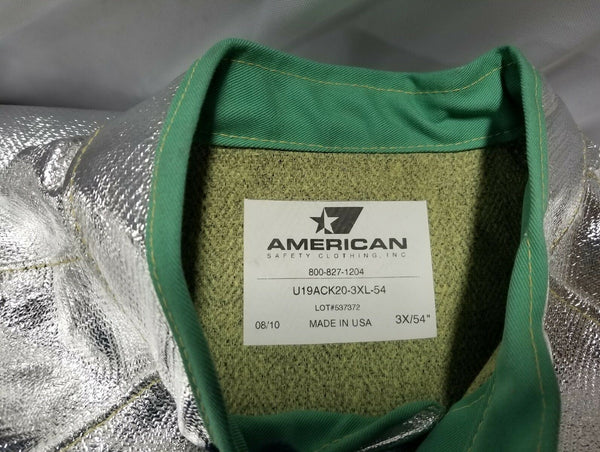 AMERICAN
SAFETY CLOTHING, INC
800-827-1204
U19ACK20-3XL-54
LOT#537372
08/10 MADE IN USA 3X/54"